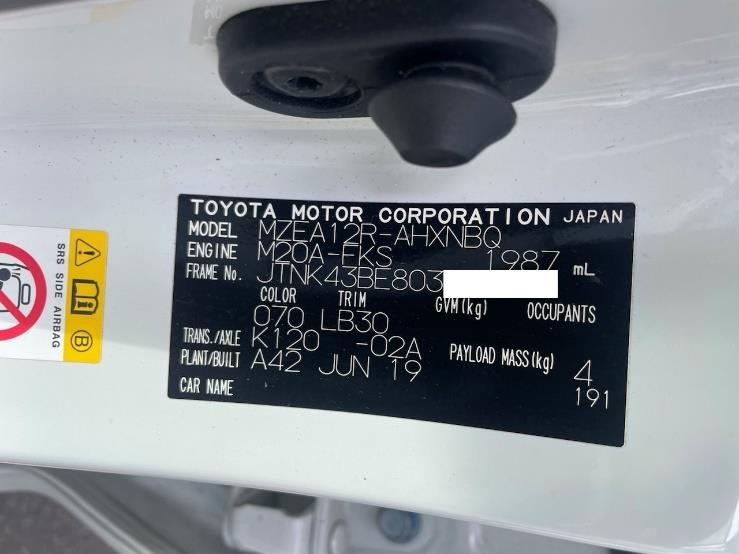 TOYOTA MOTOR CORPORATION JAPAN
MODEL MZEA12R-AHXNBQ
ENGINE M20A-FKS 1987 mL
FRAME No. JTNK43BE803
COLOR TRIM GVM(kg) OCCUPANTS
070 LB30
TRANS./AXLE K120 -02A PAYLOAD MASS(kg) 4
PLANT/BUILT A42 JUN 19 191
CAR NAME
SRS SIDE AIRBAG
B